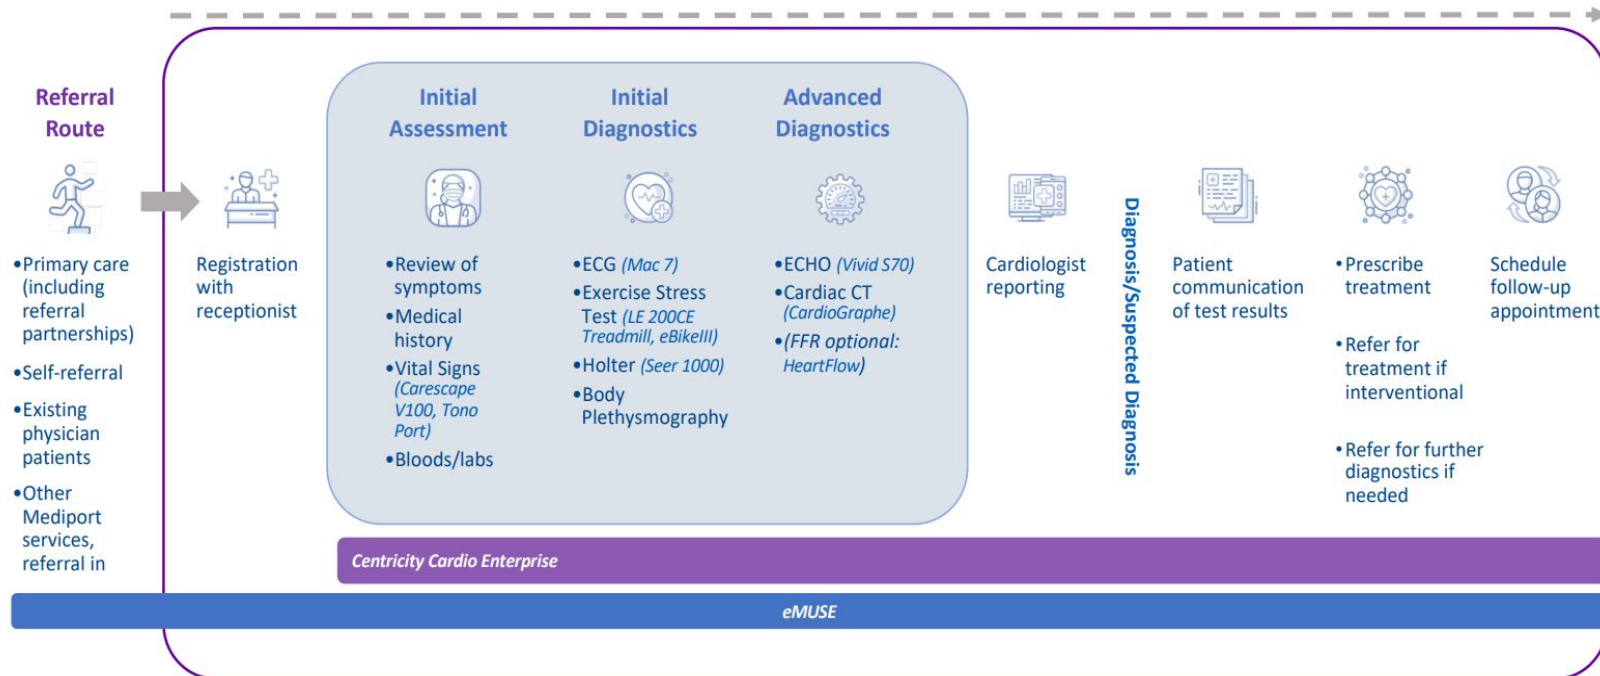 Referral
Route
•Primary care
(including
referral
partnerships)
•Self-referral
•Existing
physician
patients
•Other
Mediport
services,
referral in
Registration
with
receptionist
Initial
Assessment
•Review of
symptoms
•Medical
history
•Vital Signs
(Carescape
V100, Tono
Port)
•Bloods/labs
Initial
Diagnostics
•ECG (Mac 7)
•Exercise Stress
Test (LE 200CE
Treadmill, eBikeIII)
•Holter (Seer 1000)
•Body
Plethysmography
Advanced
Diagnostics
•ECHO (Vivid S70)
•Cardiac CT
(CardioGraphe)
•(FFR optional:
HeartFlow)
Cardiologist
reporting
Diagnosis/Suspected Diagnosis
Patient
communication
of test results
•Prescribe
treatment
•Refer for
treatment if
interventional
•Refer for further
diagnostics if
needed
Schedule
follow-up
appointment
Centricity Cardio Enterprise
eMUSE